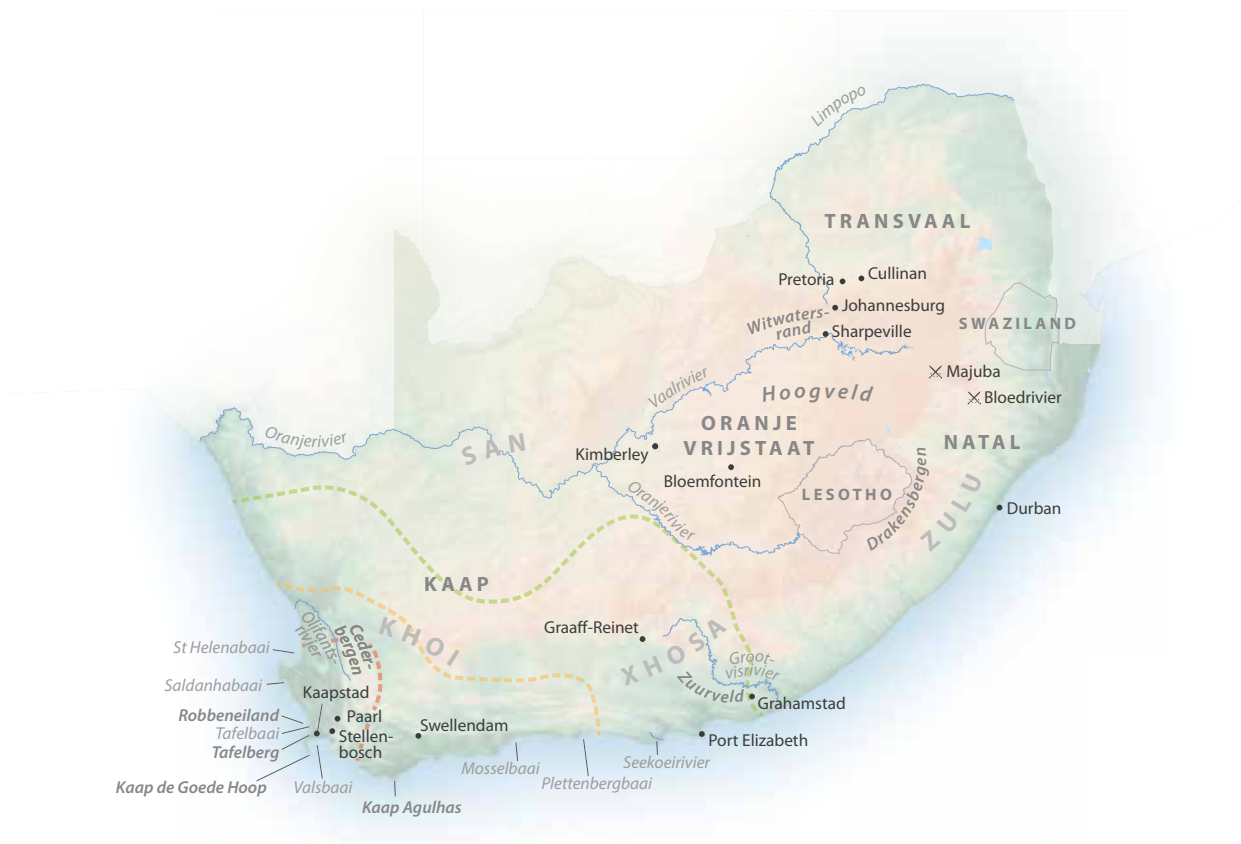 Limpopo
TRANSVAAL
Pretoria
Cullinan
Johannesburg
Witwaters-
rand
Sharpeville
SWAZILAND
Majuba
Bloedrivier
Vaalrivier
Hoogveld
ORANJE
VRIJSTAAT
NATAL
Oranjerivier
SAN
Kimberley
Bloemfontein
Oranjerivier
LESOTHO
Drakensbergen
ZULU
Durban
KAAP
KHOI
Graaff-Reinet
XHOSA
Olifants-
rivier
Ceder-
bergen
Groot-
visrivier
Zuurveld
Grahamstad
St Helenabaai
Saldanhabaai
Kaapstad
Robbeneiland
Paarl
Tafelbaai
Stellen-
bosch
Tafelberg
Swellendam
Port Elizabeth
Seekoeirivier
Mosselbaai
Plettenbergbaai
Kaap de Goede Hoop
Valsbaai
Kaap Agulhas